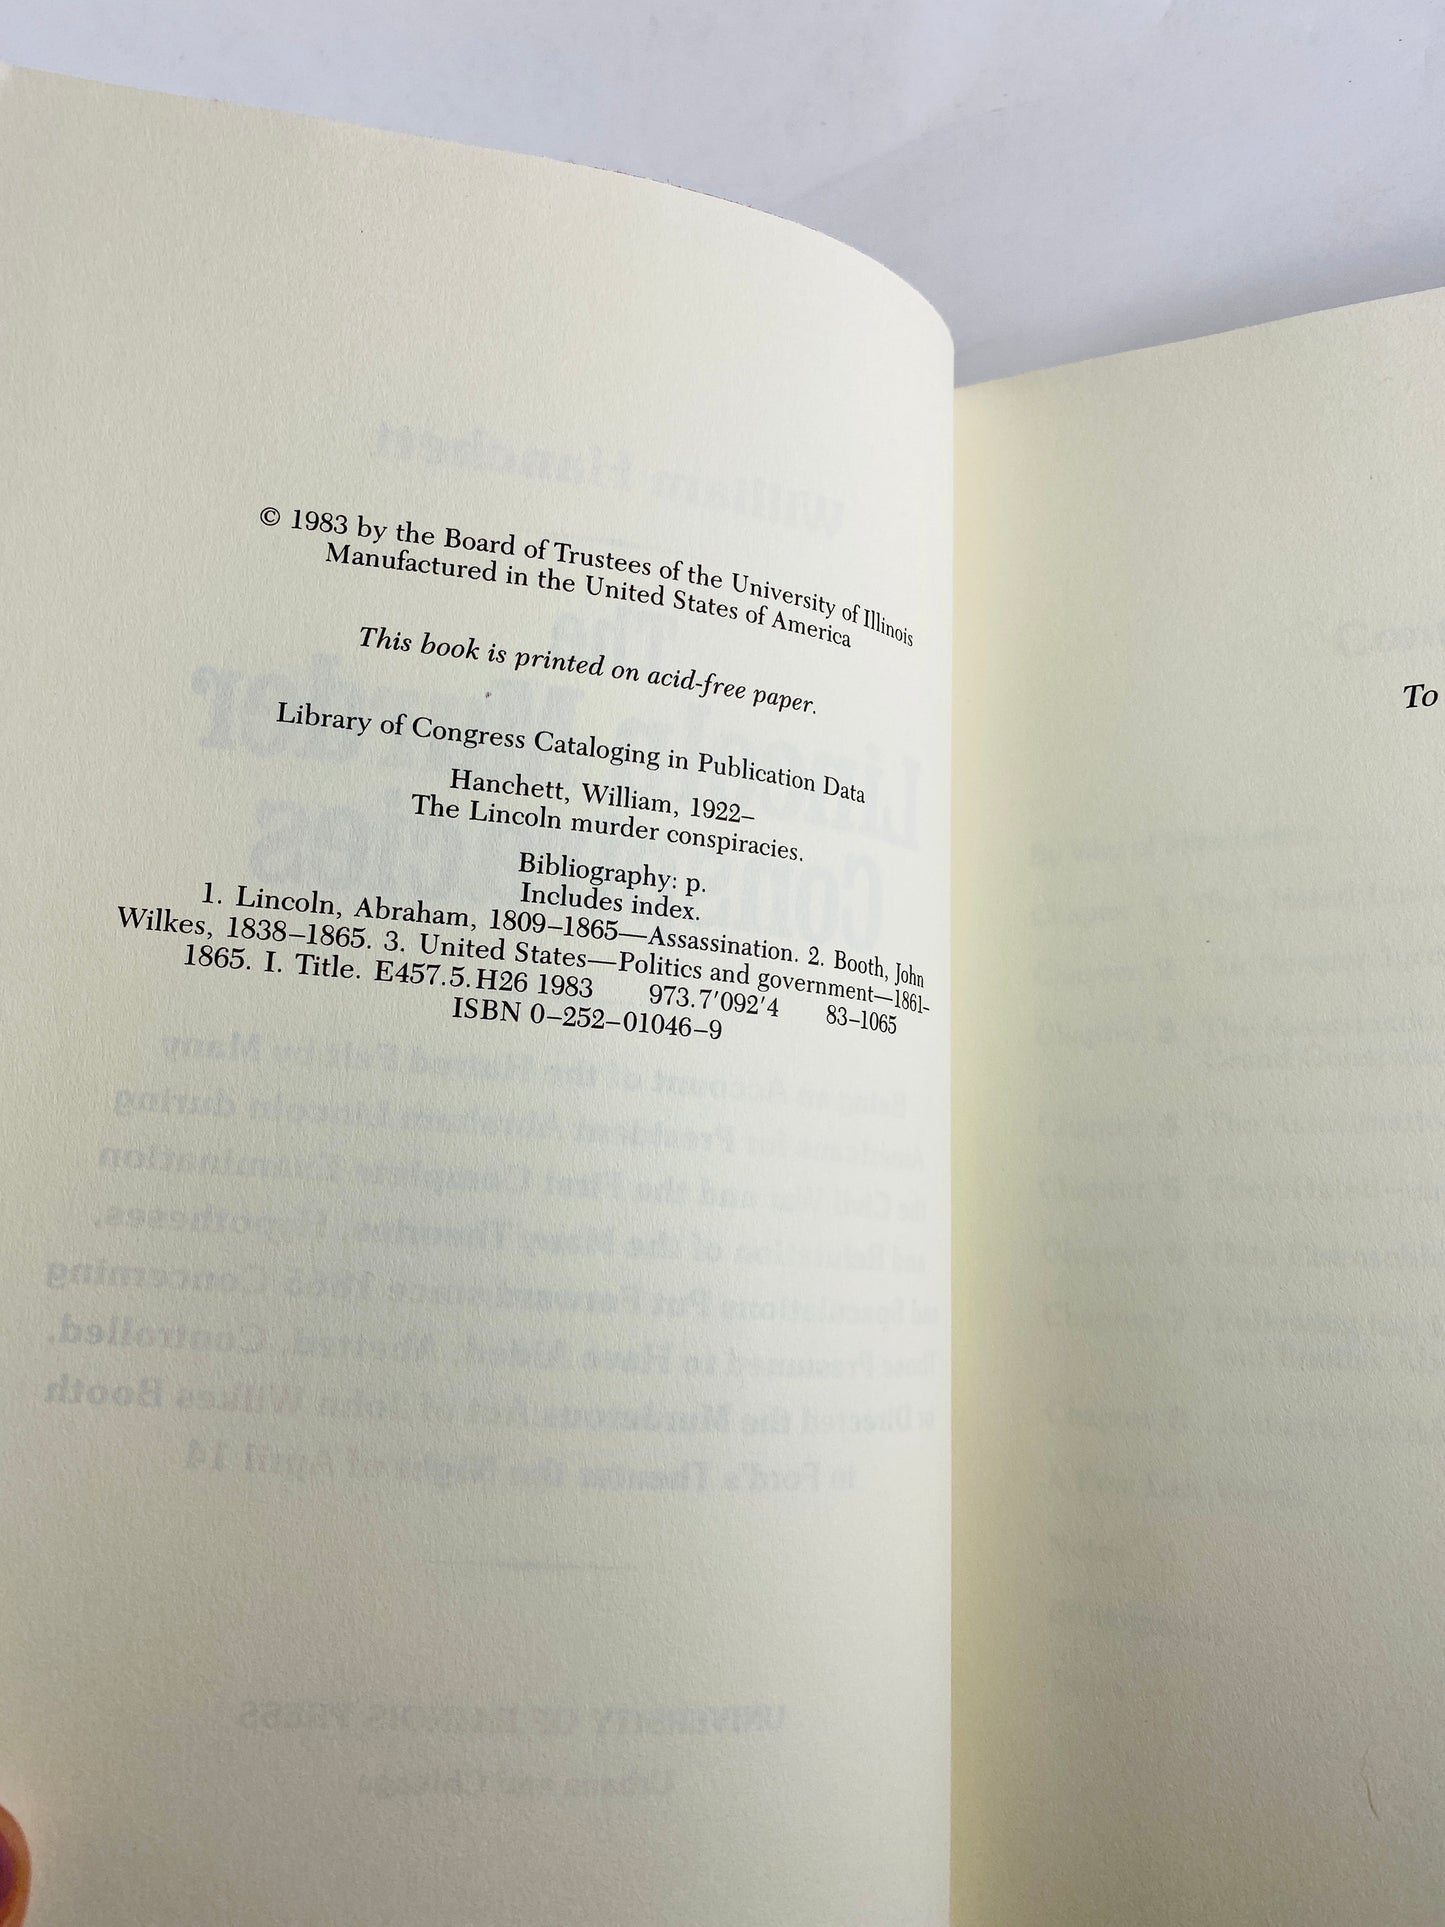 © 1983 by the Board of Trustees of the University of Illinois
Manufactured in the United States of America
This book is printed on acid-free paper.
Library of Congress Cataloging in Publication Data
Hanchett, William, 1922–
The Lincoln murder conspiracies.
Bibliography: p.
Includes index.
1. Lincoln, Abraham, 1809–1865—Assassination. 2. Booth, John
Wilkes, 1838–1865. 3. United States—Politics and government—1861–
1865. I. Title. E457.5.H26 1983 973.7′092′4 83–1065
ISBN 0–252–01046–9
To